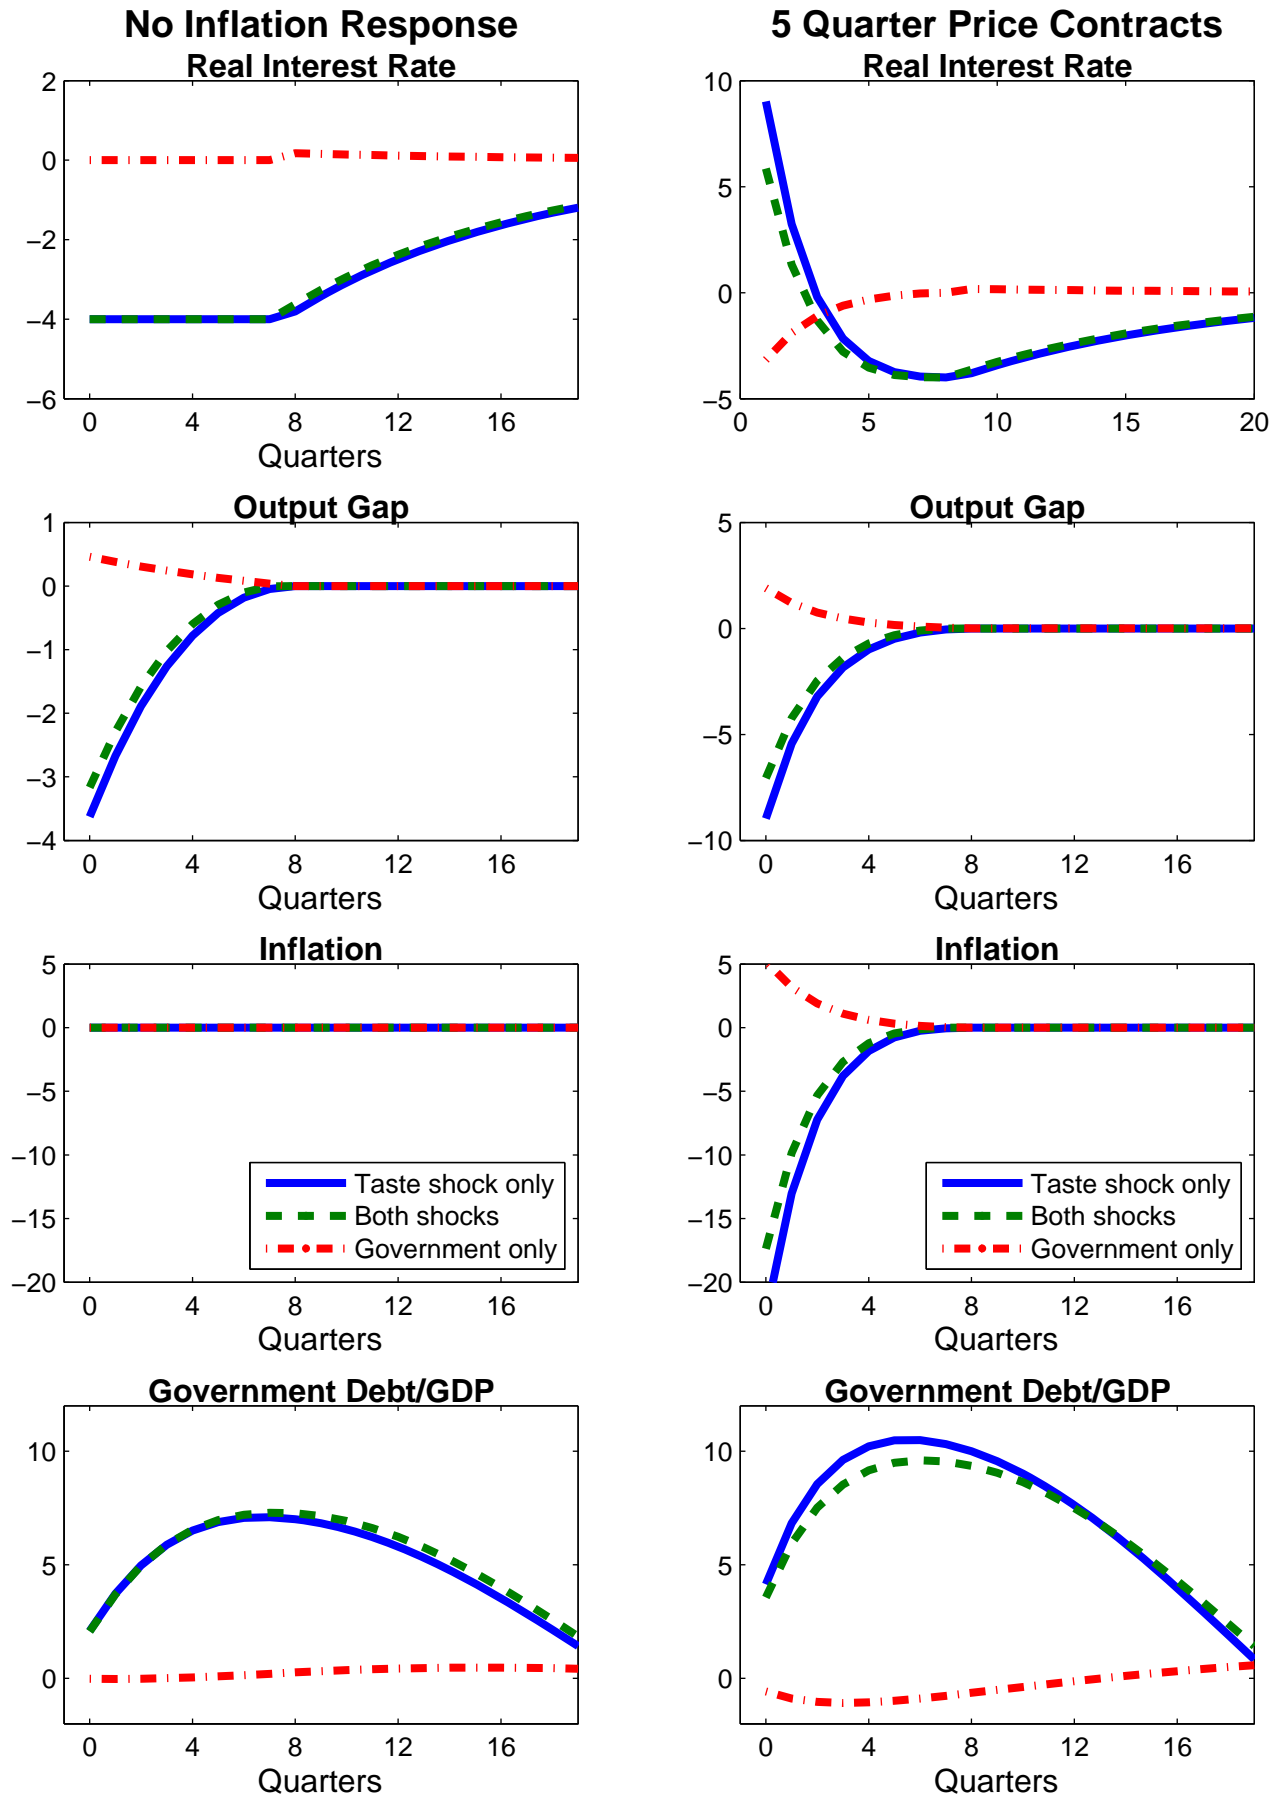 No Inflation Response
5 Quarter Price Contracts
Real Interest Rate
2
0
−2
−4
−6
0 4 8 12 16
Quarters
Real Interest Rate
10
5
0
−5
0 5 10 15 20
Output Gap
1
0
−1
−2
−3
−4
0 4 8 12 16
Quarters
Output Gap
5
0
−5
−10
0 4 8 12 16
Quarters
Inflation
5
0
−5
−10
−15
−20
Taste shock only
Both shocks
Government only
0 4 8 12 16
Quarters
Inflation
5
0
−5
−10
−15
−20
Taste shock only
Both shocks
Government only
0 4 8 12 16
Quarters
Government Debt/GDP
10
5
0
0 4 8 12 16
Quarters
Government Debt/GDP
10
5
0
0 4 8 12 16
Quarters